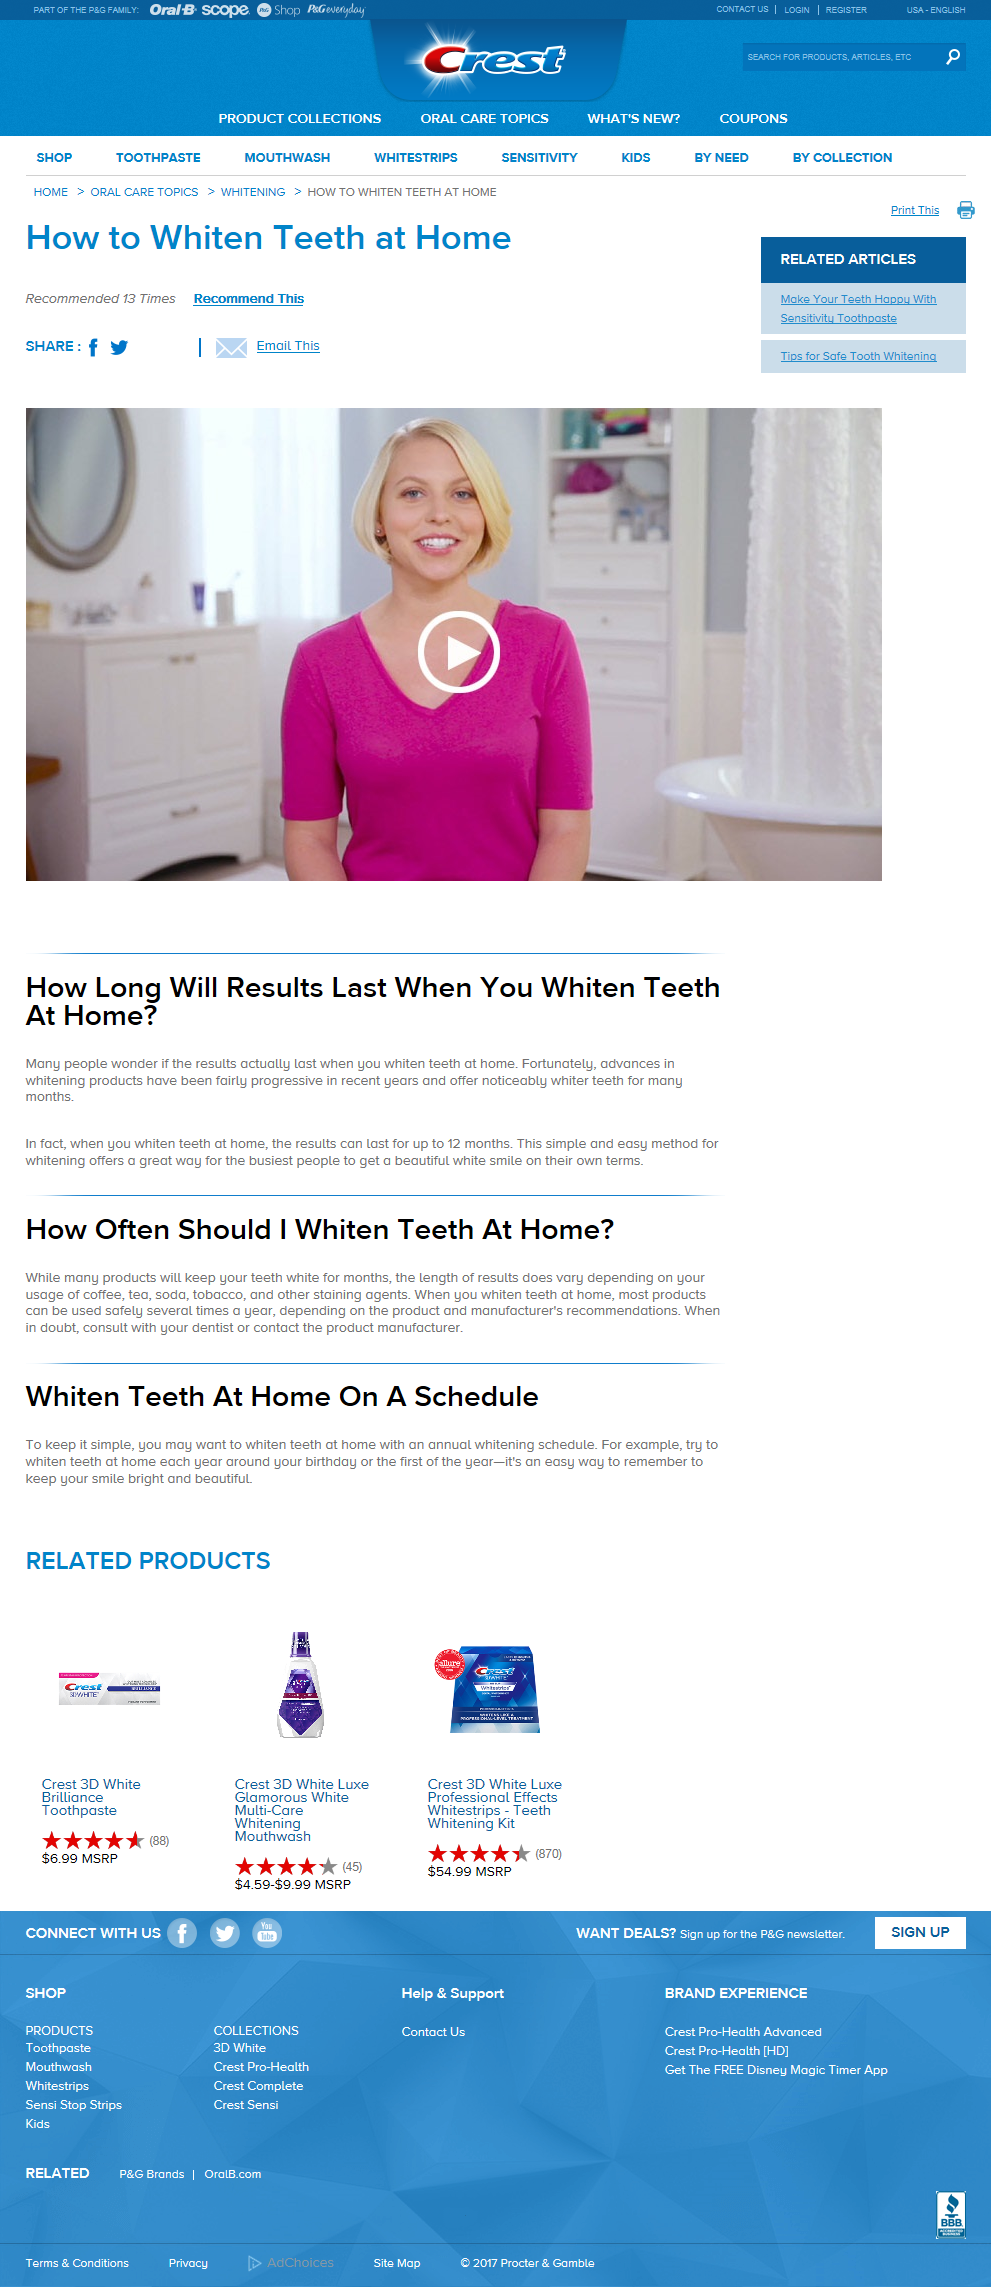 PART OF THE P&G FAMILY: Oral-B scope P&G Shop P&G everyday
CONTACT US | LOGIN | REGISTER USA - ENGLISH
Crest
SEARCH FOR PRODUCTS, ARTICLES, ETC
PRODUCT COLLECTIONS ORAL CARE TOPICS WHAT'S NEW? COUPONS
SHOP TOOTHPASTE MOUTHWASH WHITESTRIPS SENSITIVITY KIDS BY NEED BY COLLECTION
HOME > ORAL CARE TOPICS > WHITENING > HOW TO WHITEN TEETH AT HOME
Print This
How to Whiten Teeth at Home
RELATED ARTICLES
Make Your Teeth Happy With
Sensitivity Toothpaste
Tips for Safe Tooth Whitening
Recommended 13 Times Recommend This
SHARE : | Email This
How Long Will Results Last When You Whiten Teeth
At Home?
Many people wonder if the results actually last when you whiten teeth at home. Fortunately, advances in
whitening products have been fairly progressive in recent years and offer noticeably whiter teeth for many
months.
In fact, when you whiten teeth at home, the results can last for up to 12 months. This simple and easy method for
whitening offers a great way for the busiest people to get a beautiful white smile on their own terms.
How Often Should I Whiten Teeth At Home?
While many products will keep your teeth white for months, the length of results does vary depending on your
usage of coffee, tea, soda, tobacco, and other staining agents. When you whiten teeth at home, most products
can be used safely several times a year, depending on the product and manufacturer's recommendations. When
in doubt, consult with your dentist or contact the product manufacturer.
Whiten Teeth At Home On A Schedule
To keep it simple, you may want to whiten teeth at home with an annual whitening schedule. For example, try to
whiten teeth at home each year around your birthday or the first of the year—it's an easy way to remember to
keep your smile bright and beautiful.
RELATED PRODUCTS
Crest
3D WHITE
BRILLIANCE
allure
Crest
3D WHITE
Whitestrips
Crest 3D White
Brilliance
Toothpaste
(88)
$6.99 MSRP
Crest 3D White Luxe
Glamorous White
Multi-Care
Whitening
Mouthwash
(45)
$4.59-$9.99 MSRP
Crest 3D White Luxe
Professional Effects
Whitestrips - Teeth
Whitening Kit
(870)
$54.99 MSRP
CONNECT WITH US You Tube
WANT DEALS? Sign up for the P&G newsletter. SIGN UP
SHOP
PRODUCTS
Toothpaste
Mouthwash
Whitestrips
Sensi Stop Strips
Kids
COLLECTIONS
3D White
Crest Pro-Health
Crest Complete
Crest Sensi
Help & Support
Contact Us
BRAND EXPERIENCE
Crest Pro-Health Advanced
Crest Pro-Health [HD]
Get The FREE Disney Magic Timer App
RELATED P&G Brands | OralB.com
BBB
ACCREDITED
BUSINESS
Terms & Conditions Privacy AdChoices Site Map © 2017 Procter & Gamble